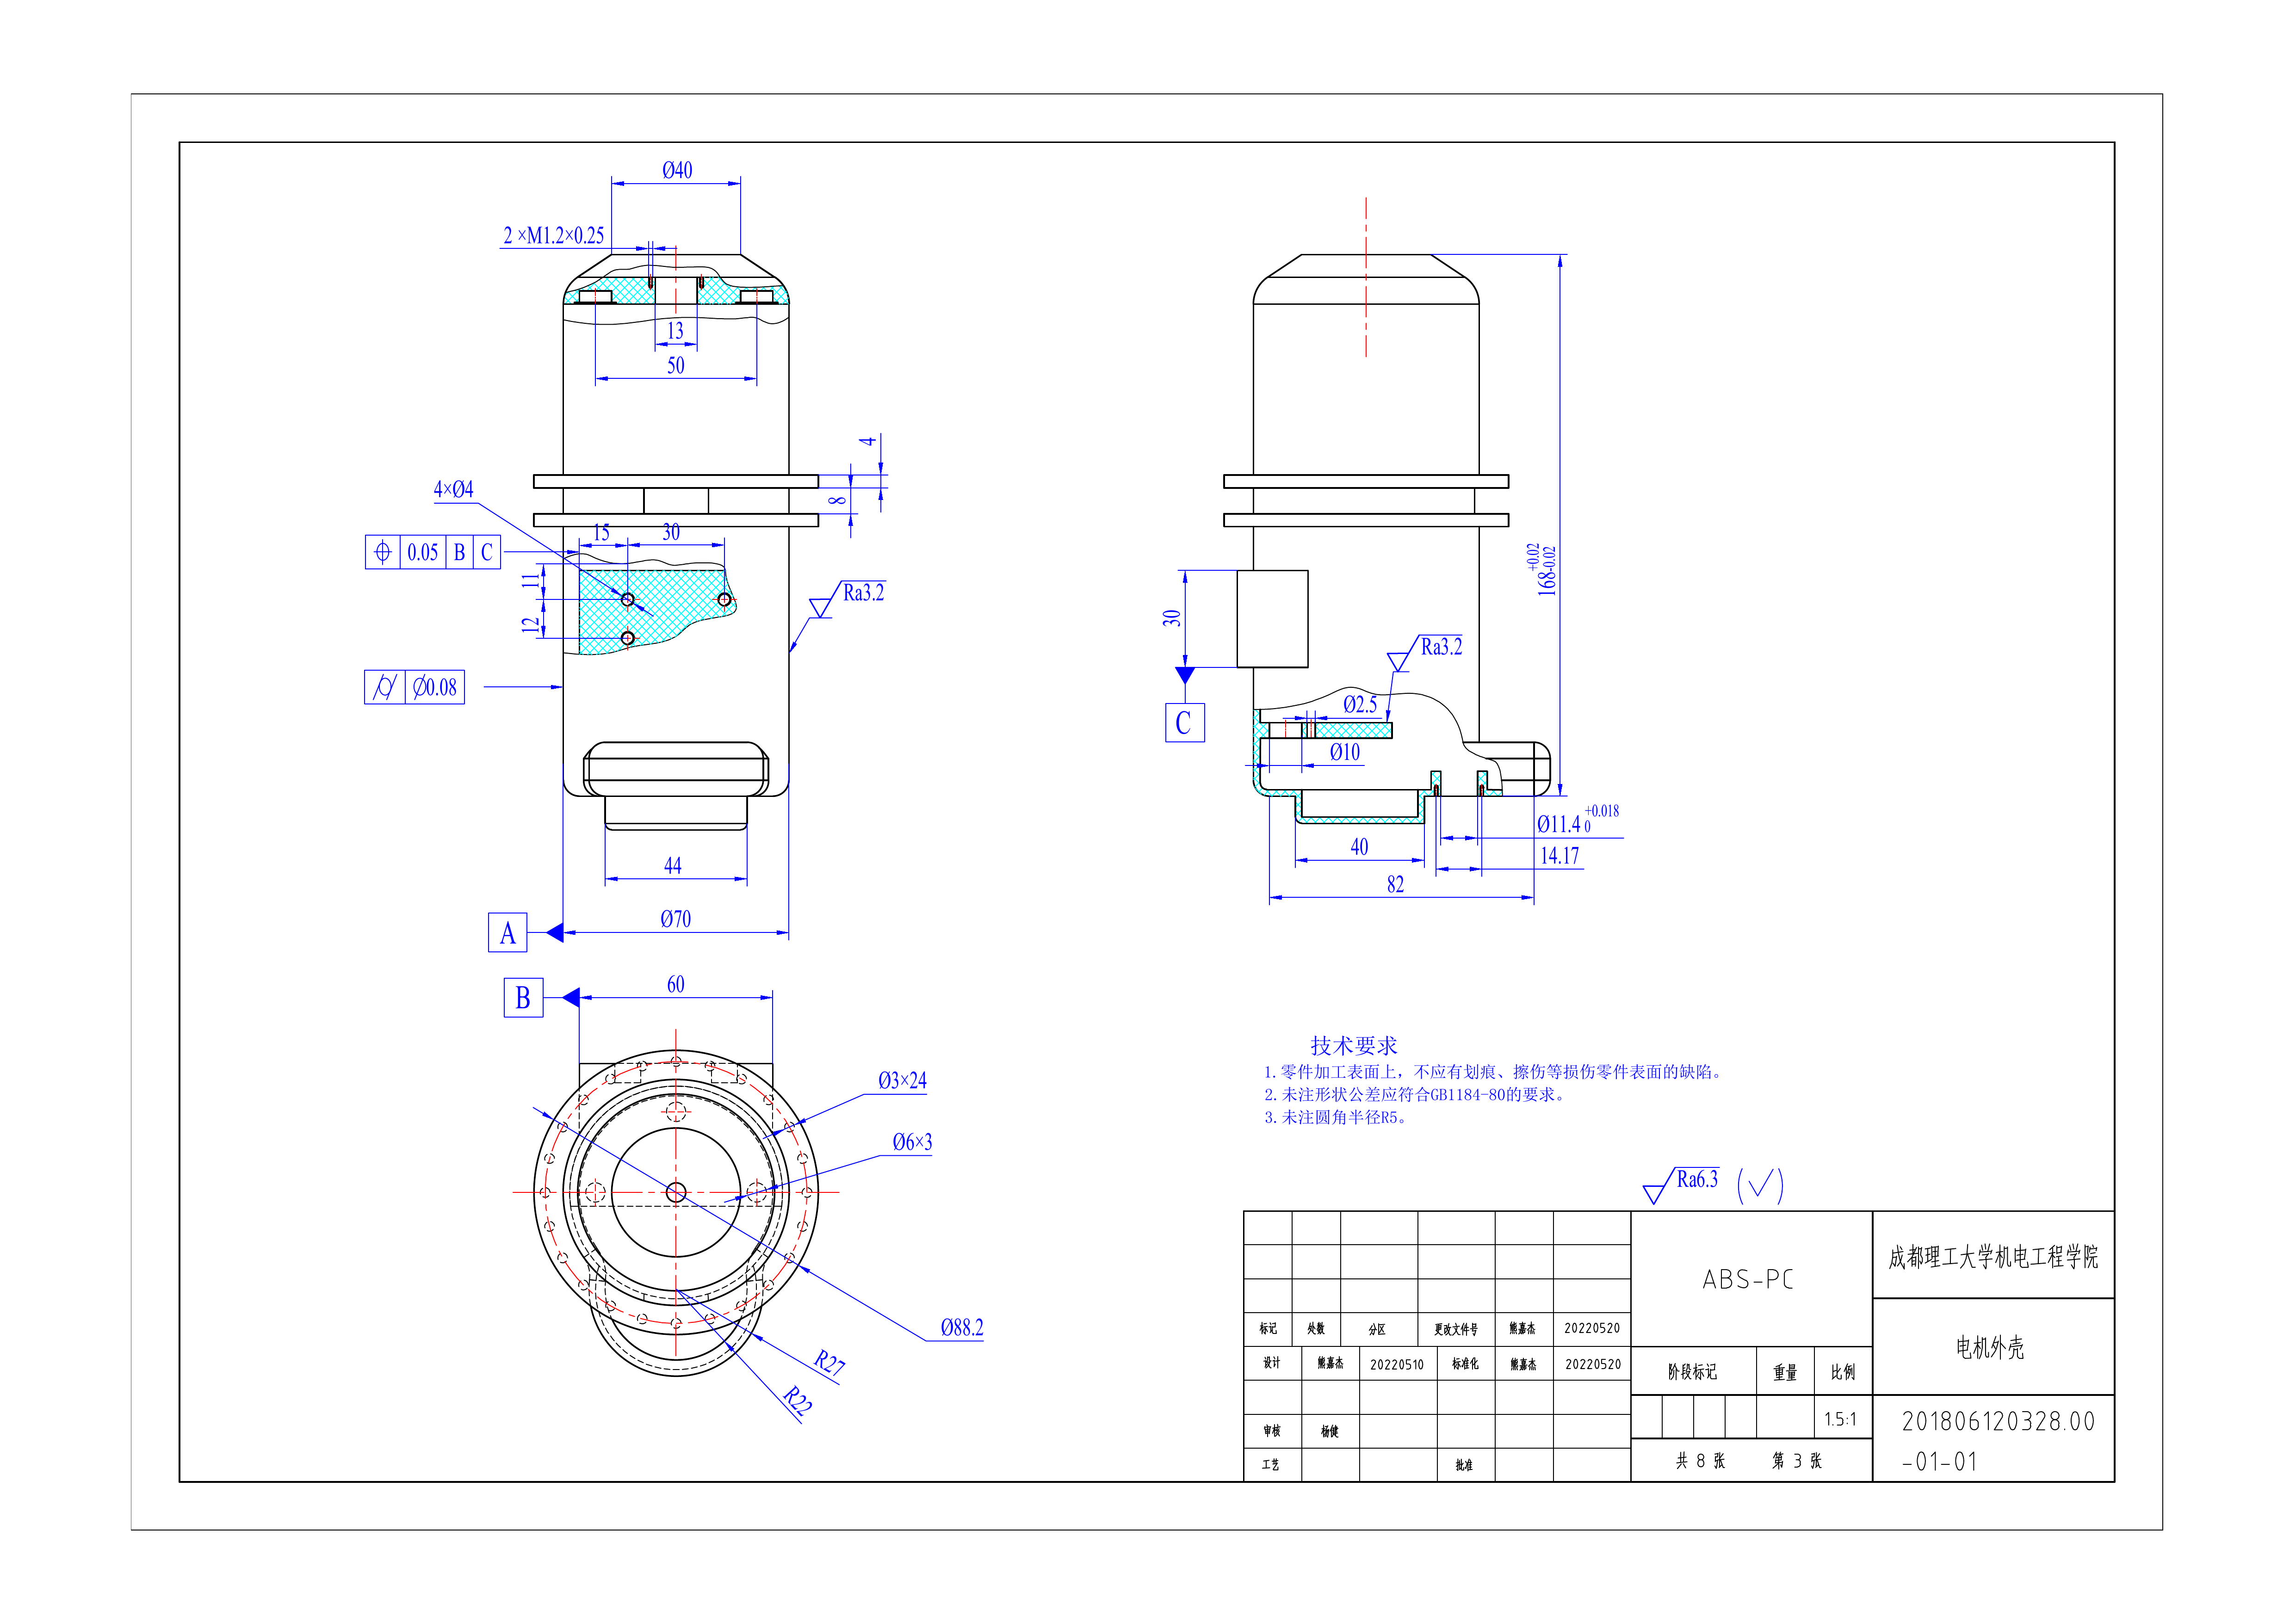 Ø40
2 ×M1.2×0.25
13
50
4
8
4×Ø4
15
30
0.05 B C
11
12
Ra3.2
Ø0.08
44
Ø70
A
168 +0.02 -0.02
30
C
Ra3.2
Ø2.5
Ø10
Ø11.4 +0.018 0
14.17
40
82
B
60
Ø3×24
Ø6×3
Ø88.2
R27
R22
技术要求
1.零件加工表面上，不应有划痕、擦伤等损伤零件表面的缺陷。
2.未注形状公差应符合GB1184-80的要求。
3.未注圆角半径R5。
Ra6.3 (√)
ABS-PC
成都理工大学机电工程学院
电机外壳
标记 处数 分区 更改文件号 熊嘉杰 20220520
设计 熊嘉杰 20220510 标准化 熊嘉杰 20220520
阶段标记 重量 比例
1.5:1
审核 杨健
工艺 批准
共 8 张 第 3 张
201806120328.00
-01-01